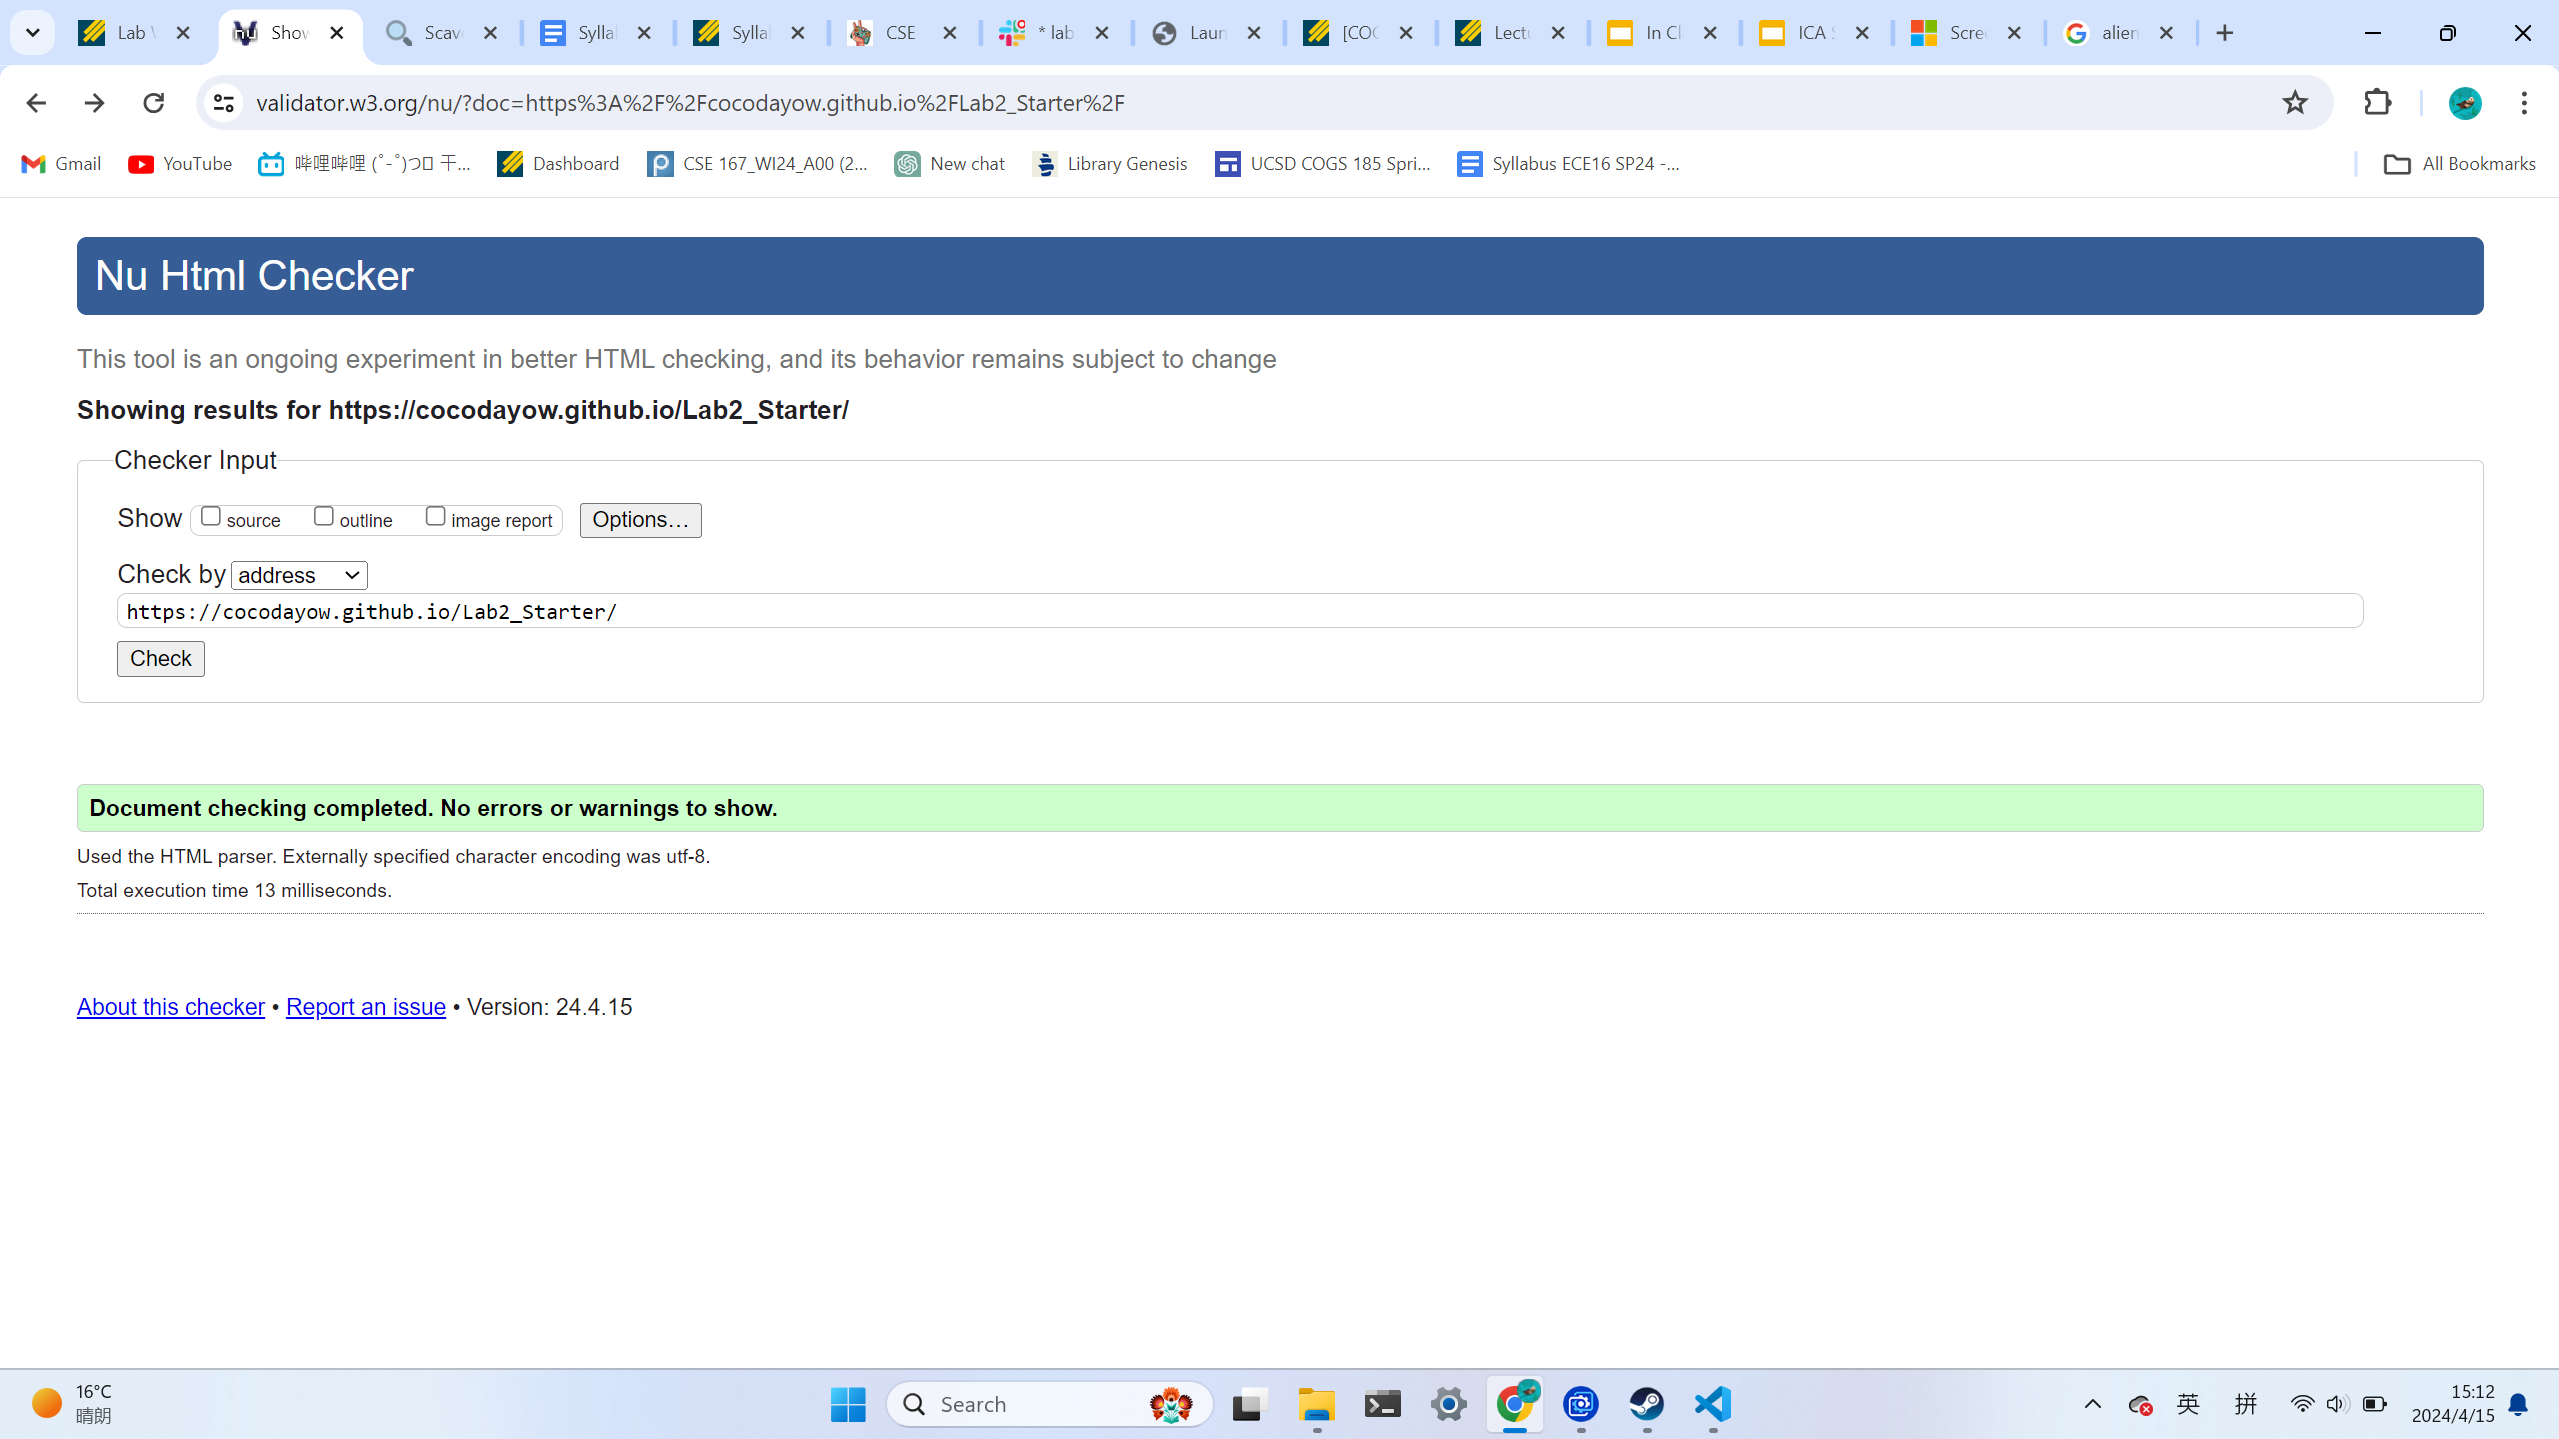 Lab
Show
Scav
Syllal
Syllal
CSE
* lab
Laun
[COG
Lectu
In Cl
ICA S
Scree
alien
validator.w3.org/nu/?doc=https%3A%2F%2Fcocodayow.github.io%2FLab2_Starter%2F
Gmail
YouTube
哔哩哔哩 (゜-゜)つロ 干...
Dashboard
CSE 167_WI24_A00 (2...
New chat
Library Genesis
UCSD COGS 185 Spri...
Syllabus ECE16 SP24 -...
All Bookmarks
Nu Html Checker
This tool is an ongoing experiment in better HTML checking, and its behavior remains subject to change
Showing results for https://cocodayow.github.io/Lab2_Starter/
Checker Input
Show source outline image report Options...
Check by address
https://cocodayow.github.io/Lab2_Starter/
Check
Document checking completed. No errors or warnings to show.
Used the HTML parser. Externally specified character encoding was utf-8.
Total execution time 13 milliseconds.
About this checker • Report an issue • Version: 24.4.15
16°C
晴朗
Search
英
拼
15:12
2024/4/15